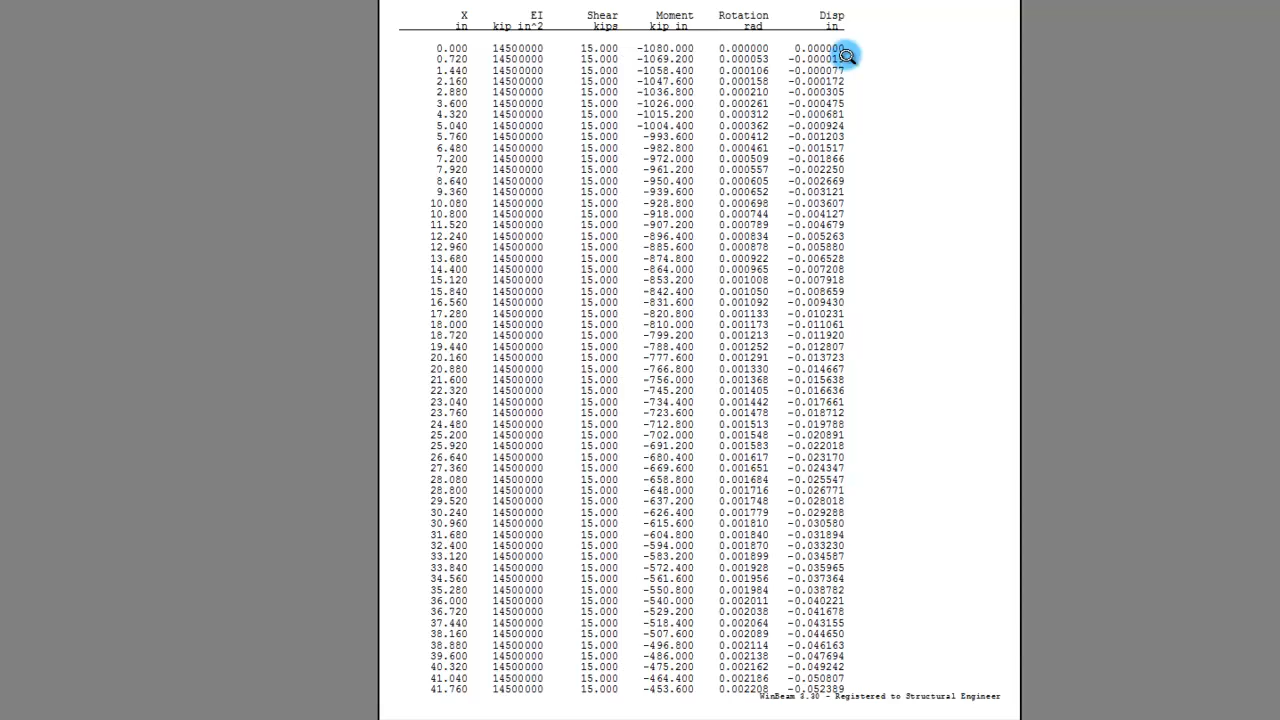 X EI Shear Moment Rotation Disp
in kip in^2 kips kip in rad in
0.000 14500000 15.000 -1080.000 0.000000 0.000000
0.720 14500000 15.000 -1069.200 0.000053
1.440 14500000 15.000 -1058.400 0.000106 -0.000077
2.160 14500000 15.000 -1047.600 0.000158 -0.000172
2.880 14500000 15.000 -1036.800 0.000210 -0.000305
3.600 14500000 15.000 -1026.000 0.000261 -0.000475
4.320 14500000 15.000 -1015.200 0.000312 -0.000681
5.040 14500000 15.000 -1004.400 0.000362 -0.000924
5.760 14500000 15.000 -993.600 0.000412 -0.001203
6.480 14500000 15.000 -982.800 0.000461 -0.001517
7.200 14500000 15.000 -972.000 0.000509 -0.001866
7.920 14500000 15.000 -961.200 0.000557 -0.002250
8.640 14500000 15.000 -950.400 0.000605 -0.002669
9.360 14500000 15.000 -939.600 0.000652 -0.003121
10.080 14500000 15.000 -928.800 0.000698 -0.003607
10.800 14500000 15.000 -918.000 0.000744 -0.004127
11.520 14500000 15.000 -907.200 0.000789 -0.004679
12.240 14500000 15.000 -896.400 0.000834 -0.005263
12.960 14500000 15.000 -885.600 0.000878 -0.005880
13.680 14500000 15.000 -874.800 0.000922 -0.006528
14.400 14500000 15.000 -864.000 0.000965 -0.007208
15.120 14500000 15.000 -853.200 0.001008 -0.007918
15.840 14500000 15.000 -842.400 0.001050 -0.008659
16.560 14500000 15.000 -831.600 0.001092 -0.009430
17.280 14500000 15.000 -820.800 0.001133 -0.010231
18.000 14500000 15.000 -810.000 0.001173 -0.011061
18.720 14500000 15.000 -799.200 0.001213 -0.011920
19.440 14500000 15.000 -788.400 0.001252 -0.012807
20.160 14500000 15.000 -777.600 0.001291 -0.013723
20.880 14500000 15.000 -766.800 0.001330 -0.014667
21.600 14500000 15.000 -756.000 0.001368 -0.015638
22.320 14500000 15.000 -745.200 0.001405 -0.016636
23.040 14500000 15.000 -734.400 0.001442 -0.017661
23.760 14500000 15.000 -723.600 0.001478 -0.018712
24.480 14500000 15.000 -712.800 0.001513 -0.019788
25.200 14500000 15.000 -702.000 0.001548 -0.020891
25.920 14500000 15.000 -691.200 0.001583 -0.022018
26.640 14500000 15.000 -680.400 0.001617 -0.023170
27.360 14500000 15.000 -669.600 0.001651 -0.024347
28.080 14500000 15.000 -658.800 0.001684 -0.025547
28.800 14500000 15.000 -648.000 0.001716 -0.026771
29.520 14500000 15.000 -637.200 0.001748 -0.028018
30.240 14500000 15.000 -626.400 0.001779 -0.029288
30.960 14500000 15.000 -615.600 0.001810 -0.030580
31.680 14500000 15.000 -604.800 0.001840 -0.031894
32.400 14500000 15.000 -594.000 0.001870 -0.033230
33.120 14500000 15.000 -583.200 0.001899 -0.034587
33.840 14500000 15.000 -572.400 0.001928 -0.035965
34.560 14500000 15.000 -561.600 0.001956 -0.037364
35.280 14500000 15.000 -550.800 0.001984 -0.038782
36.000 14500000 15.000 -540.000 0.002011 -0.040221
36.720 14500000 15.000 -529.200 0.002038 -0.041678
37.440 14500000 15.000 -518.400 0.002064 -0.043155
38.160 14500000 15.000 -507.600 0.002089 -0.044650
38.880 14500000 15.000 -496.800 0.002114 -0.046163
39.600 14500000 15.000 -486.000 0.002138 -0.047694
40.320 14500000 15.000 -475.200 0.002162 -0.049242
41.040 14500000 15.000 -464.400 0.002186 -0.050807
41.760 14500000 15.000 -453.600 0.002208 -0.052389
WinBeam 3.30 - Registered to Structural Engineer